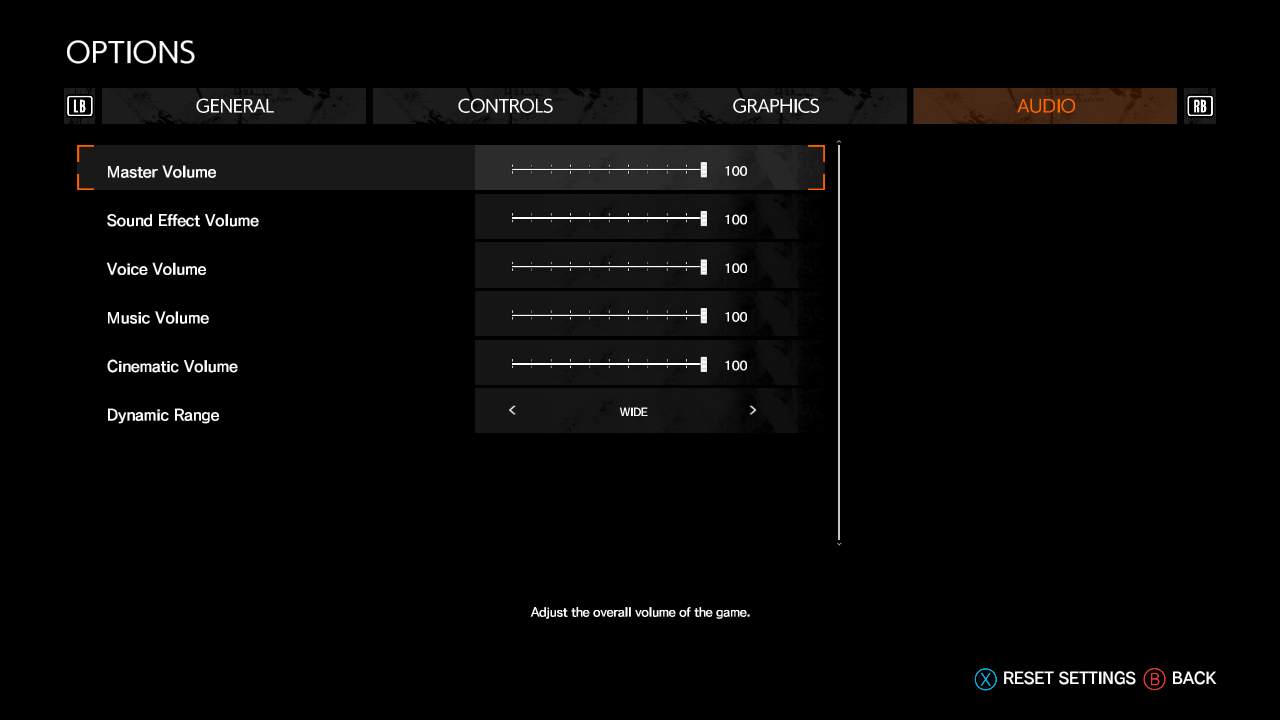 OPTIONS
LB GENERAL CONTROLS GRAPHICS AUDIO RB
Master Volume 100
Sound Effect Volume 100
Voice Volume 100
Music Volume 100
Cinematic Volume 100
Dynamic Range < WIDE >
Adjust the overall volume of the game.
X RESET SETTINGS B BACK